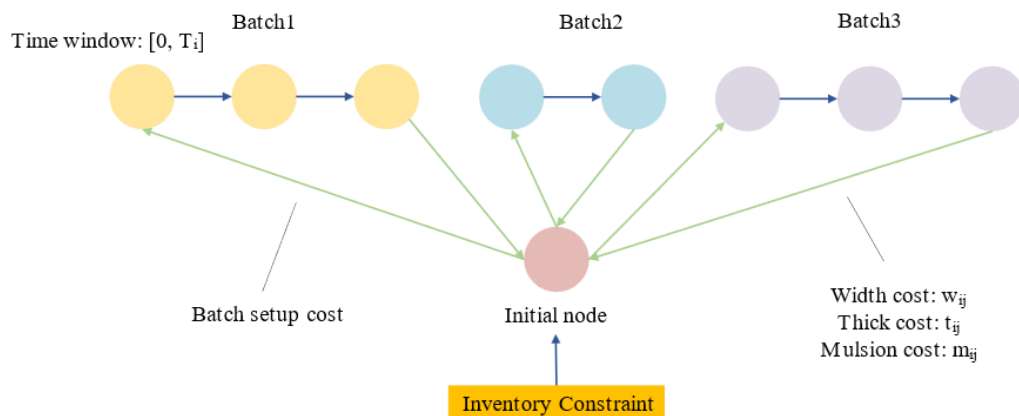 Batch1
Batch2
Batch3
Time window: [0, Tᵢ]
Batch setup cost
Initial node
Width cost: wᵢⱼ
Thick cost: tᵢⱼ
Mulsion cost: mᵢⱼ
Inventory Constraint